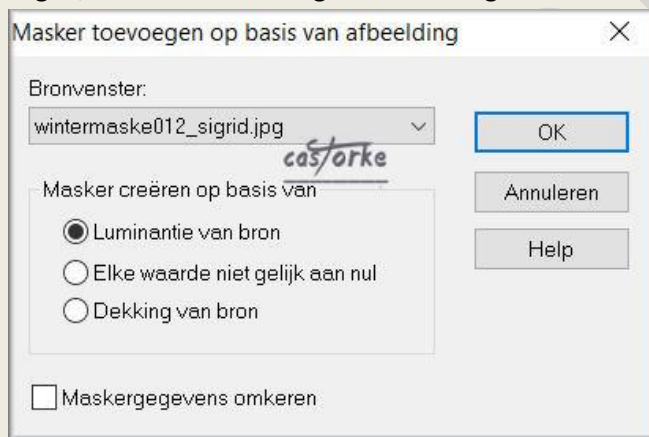 Masker toevoegen op basis van afbeelding
Bronvenster:
wintermaske012_sigrid.jpg
castorke
OK
Masker creëren op basis van
Annuleren
Luminantie van bron
Help
Elke waarde niet gelijk aan nul
Dekking van bron
Maskergegevens omkeren